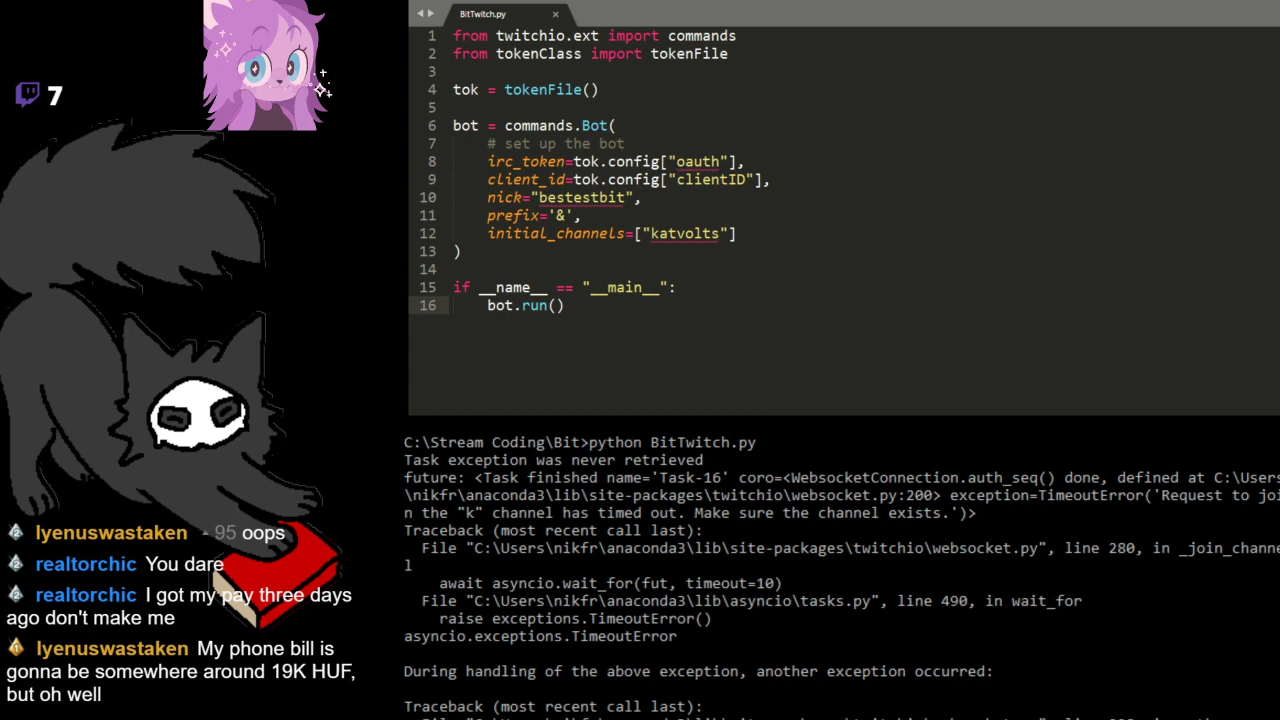 BitTwitch.py
7
1 from twitchio.ext import commands
2 from tokenClass import tokenFile
3
4 tok = tokenFile()
5
6 bot = commands.Bot(
7 # set up the bot
8 irc_token=tok.config["oauth"],
9 client_id=tok.config["clientID"],
10 nick="bestestbit",
11 prefix='&',
12 initial_channels=["katvolts"]
13 )
14
15 if __name__ == "__main__":
16 bot.run()
C:\Stream Coding\Bit>python BitTwitch.py
Task exception was never retrieved
future: <Task finished name='Task-16' coro=<WebsocketConnection.auth_seq() done, defined at C:\Users
\nikfr\anaconda3\lib\site-packages\twitchio\websocket.py:200> exception=TimeoutError('Request to joi
n the "k" channel has timed out. Make sure the channel exists.')>
Traceback (most recent call last):
File "C:\Users\nikfr\anaconda3\lib\site-packages\twitchio\websocket.py", line 280, in _join_channe
l
await asyncio.wait_for(fut, timeout=10)
File "C:\Users\nikfr\anaconda3\lib\asyncio\tasks.py", line 490, in wait_for
raise exceptions.TimeoutError()
asyncio.exceptions.TimeoutError
During handling of the above exception, another exception occurred:
Traceback (most recent call last):
lyenuswastaken - 95 oops
realtorchic You dare
realtorchic I got my pay three days
ago don't make me
lyenuswastaken My phone bill is
gonna be somewhere around 19K HUF,
but oh well